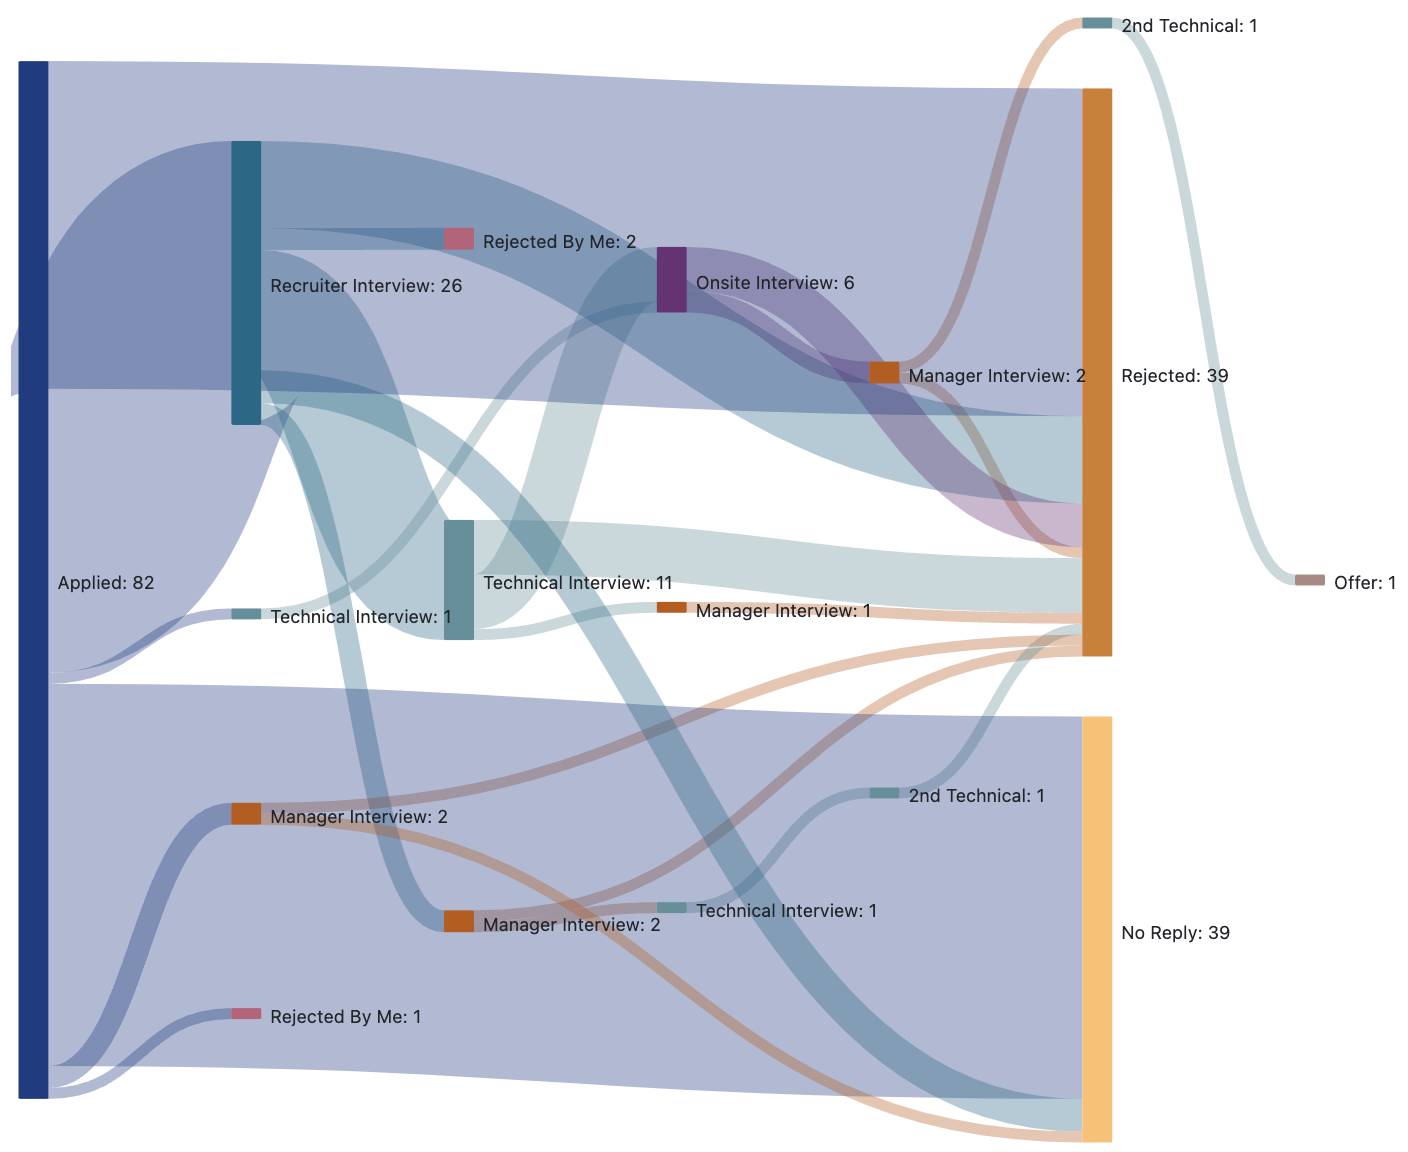 2nd Technical: 1
Rejected By Me: 2
Recruiter Interview: 26
Onsite Interview: 6
Manager Interview: 2
Rejected: 39
Applied: 82
Technical Interview: 11
Offer: 1
Technical Interview: 1
Manager Interview: 1
2nd Technical: 1
Manager Interview: 2
Technical Interview: 1
Manager Interview: 2
No Reply: 39
Rejected By Me: 1